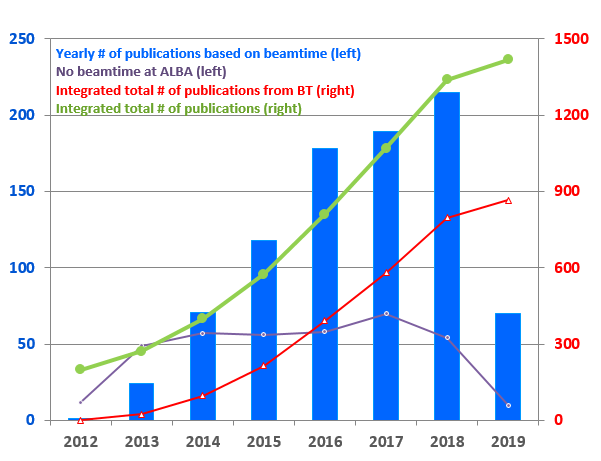 250
200
150
100
50
0
Yearly # of publications based on beamtime (left)
No beamtime at ALBA (left)
Integrated total # of publications from BT (right)
Integrated total # of publications (right)
1500
1200
900
600
300
0
2012 2013 2014 2015 2016 2017 2018 2019